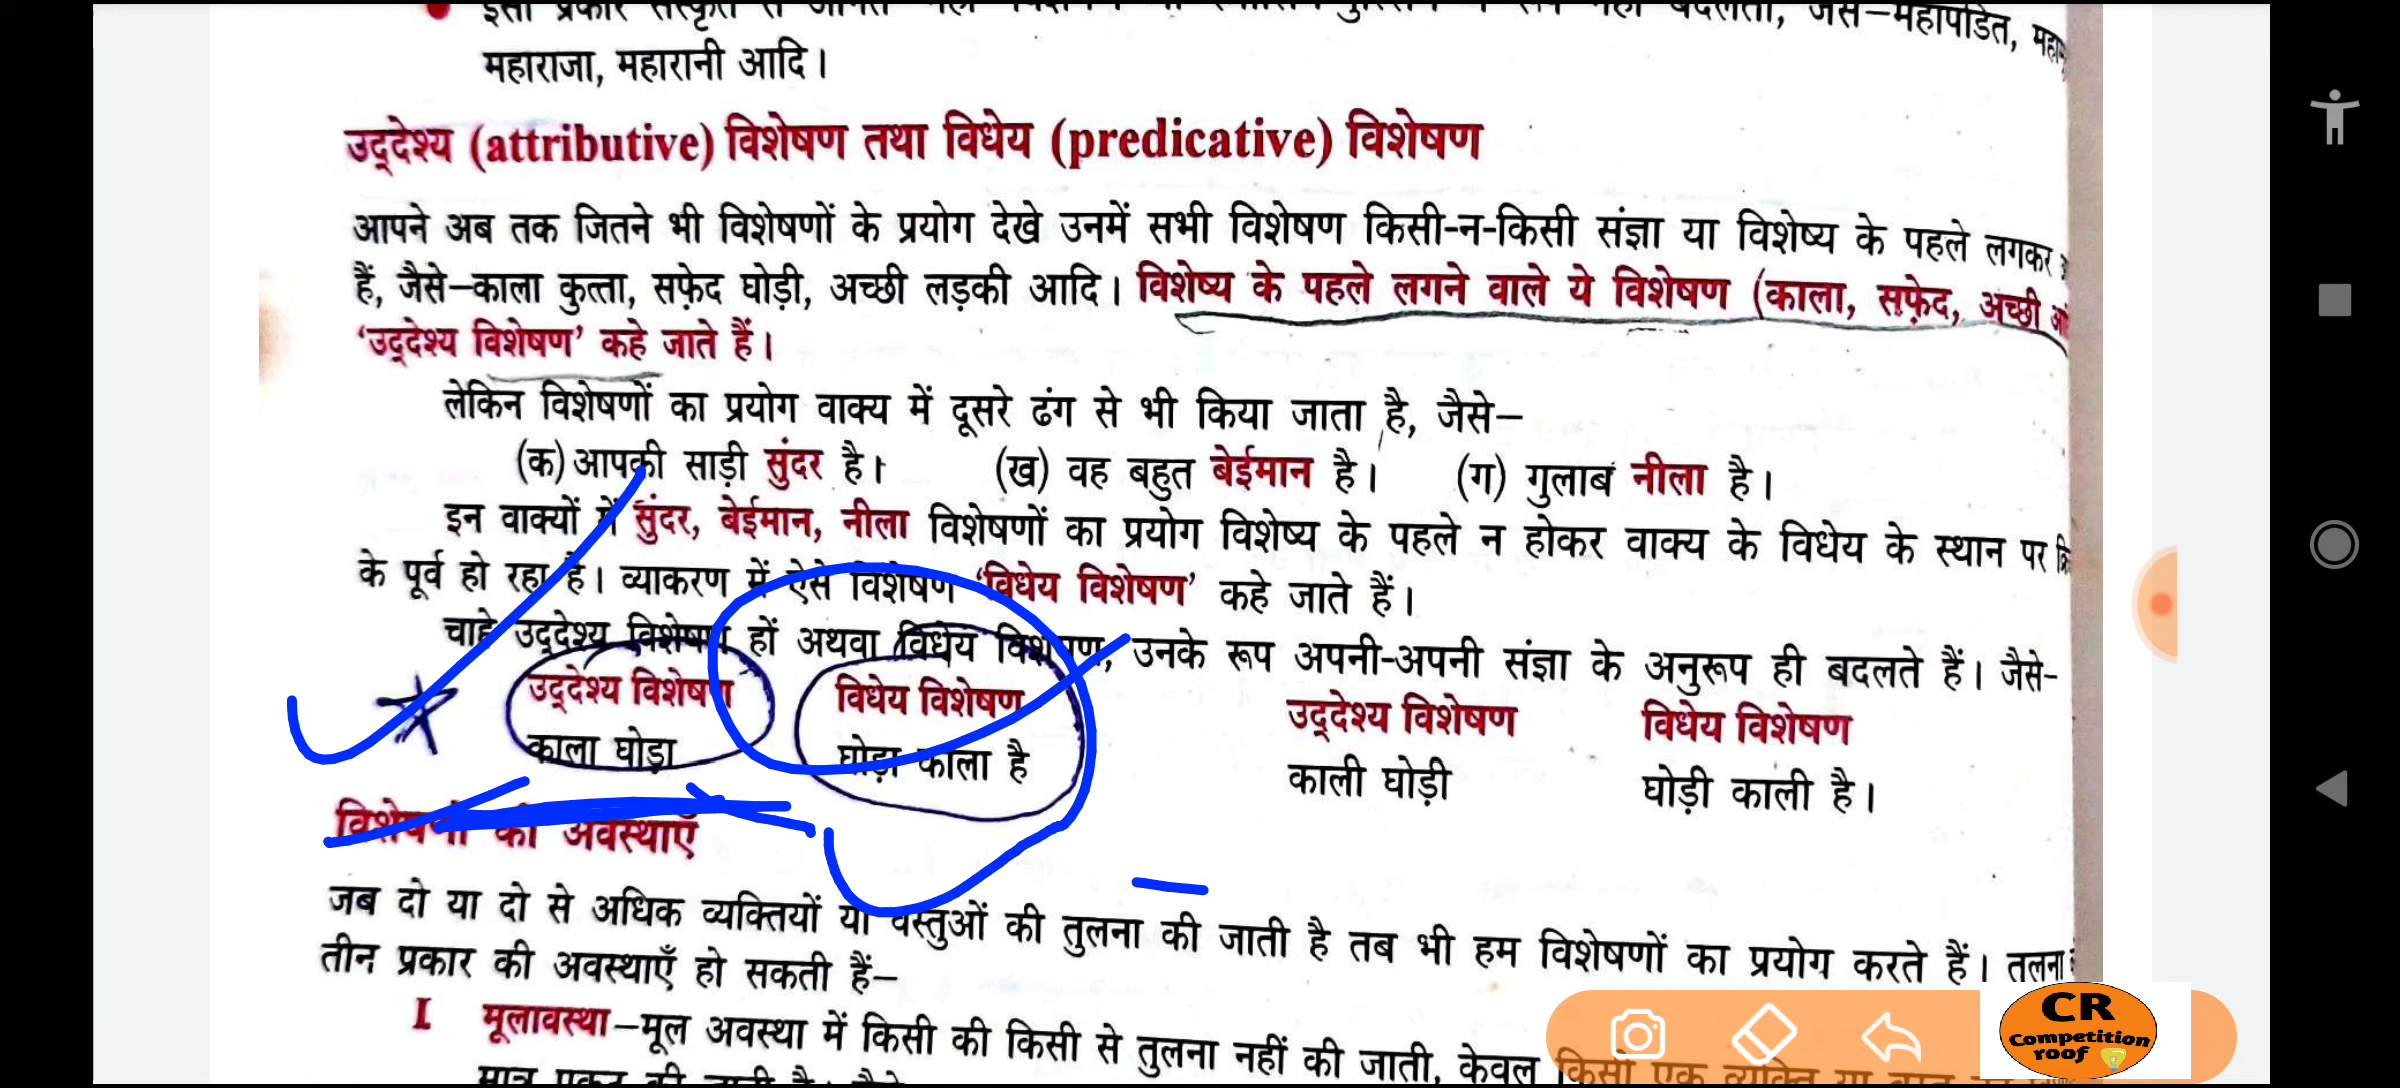 महाराजा, महारानी आदि।
उद्देश्य (attributive) विशेषण तथा विधेय (predicative) विशेषण
आपने अब तक जितने भी विशेषणों के प्रयोग देखे उनमें सभी विशेषण किसी-न-किसी संज्ञा या विशेष्य के पहले लगकर
हैं, जैसे–काला कुत्ता, सफ़ेद घोड़ी, अच्छी लड़की आदि। विशेष्य के पहले लगने वाले ये विशेषण (काला, सफ़ेद, अच्छी
'उद्देश्य विशेषण' कहे जाते हैं।
लेकिन विशेषणों का प्रयोग वाक्य में दूसरे ढंग से भी किया जाता है, जैसे–
(क) आपकी साड़ी सुंदर है। (ख) वह बहुत बेईमान है। (ग) गुलाब नीला है।
इन वाक्यों में सुंदर, बेईमान, नीला विशेषणों का प्रयोग विशेष्य के पहले न होकर वाक्य के विधेय के स्थान पर
के पूर्व हो रहा है। व्याकरण में ऐसे विशेषण 'विधेय विशेषण' कहे जाते हैं।
चाहे उद्देश्य विशेषण हों अथवा विधेय विशेषण, उनके रूप अपनी-अपनी संज्ञा के अनुरूप ही बदलते हैं। जैसे-
उद्देश्य विशेषण विधेय विशेषण उद्देश्य विशेषण विधेय विशेषण
काला घोड़ा घोड़ा काला है काली घोड़ी घोड़ी काली है।
विशेषणों की अवस्थाएँ
जब दो या दो से अधिक व्यक्तियों या वस्तुओं की तुलना की जाती है तब भी हम विशेषणों का प्रयोग करते हैं। तलना
तीन प्रकार की अवस्थाएँ हो सकती हैं–
I मूलावस्था–मूल अवस्था में किसी की किसी से तुलना नहीं की जाती, केवल किसी एक व्यक्ति या
CR
Competition
roof